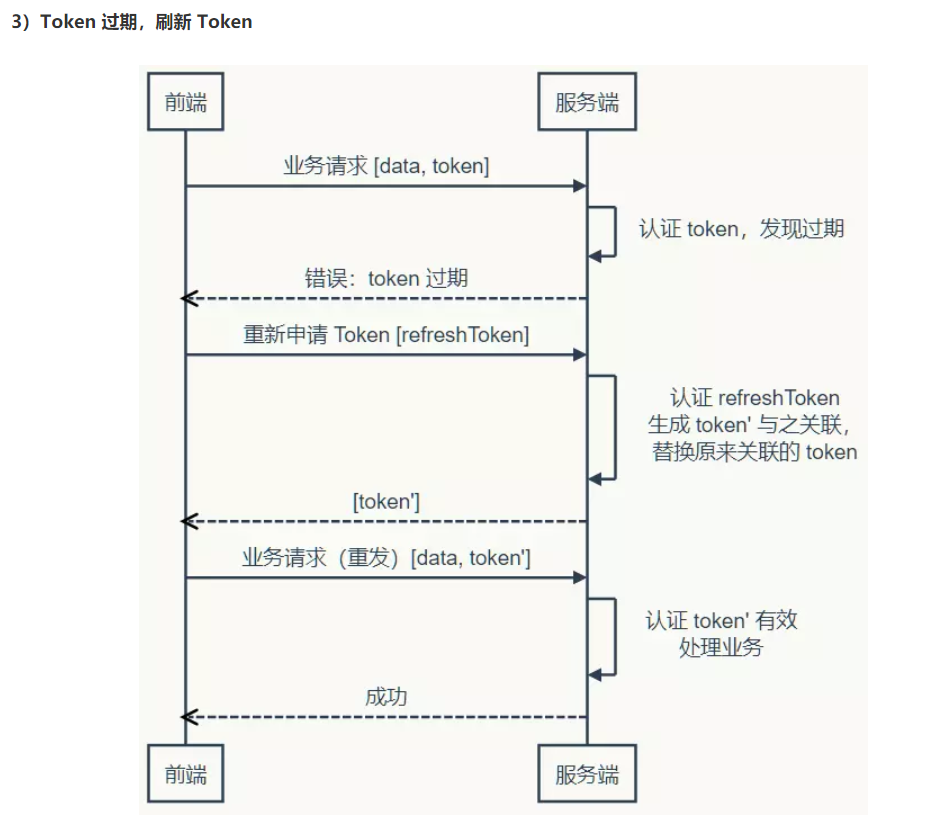 3）Token 过期，刷新 Token
前端
服务端
业务请求 [data, token]
认证 token，发现过期
错误：token 过期
重新申请 Token [refreshToken]
认证 refreshToken
生成 token' 与之关联，
替换原来关联的 token
[token']
业务请求（重发）[data, token']
认证 token' 有效
处理业务
成功
前端
服务端